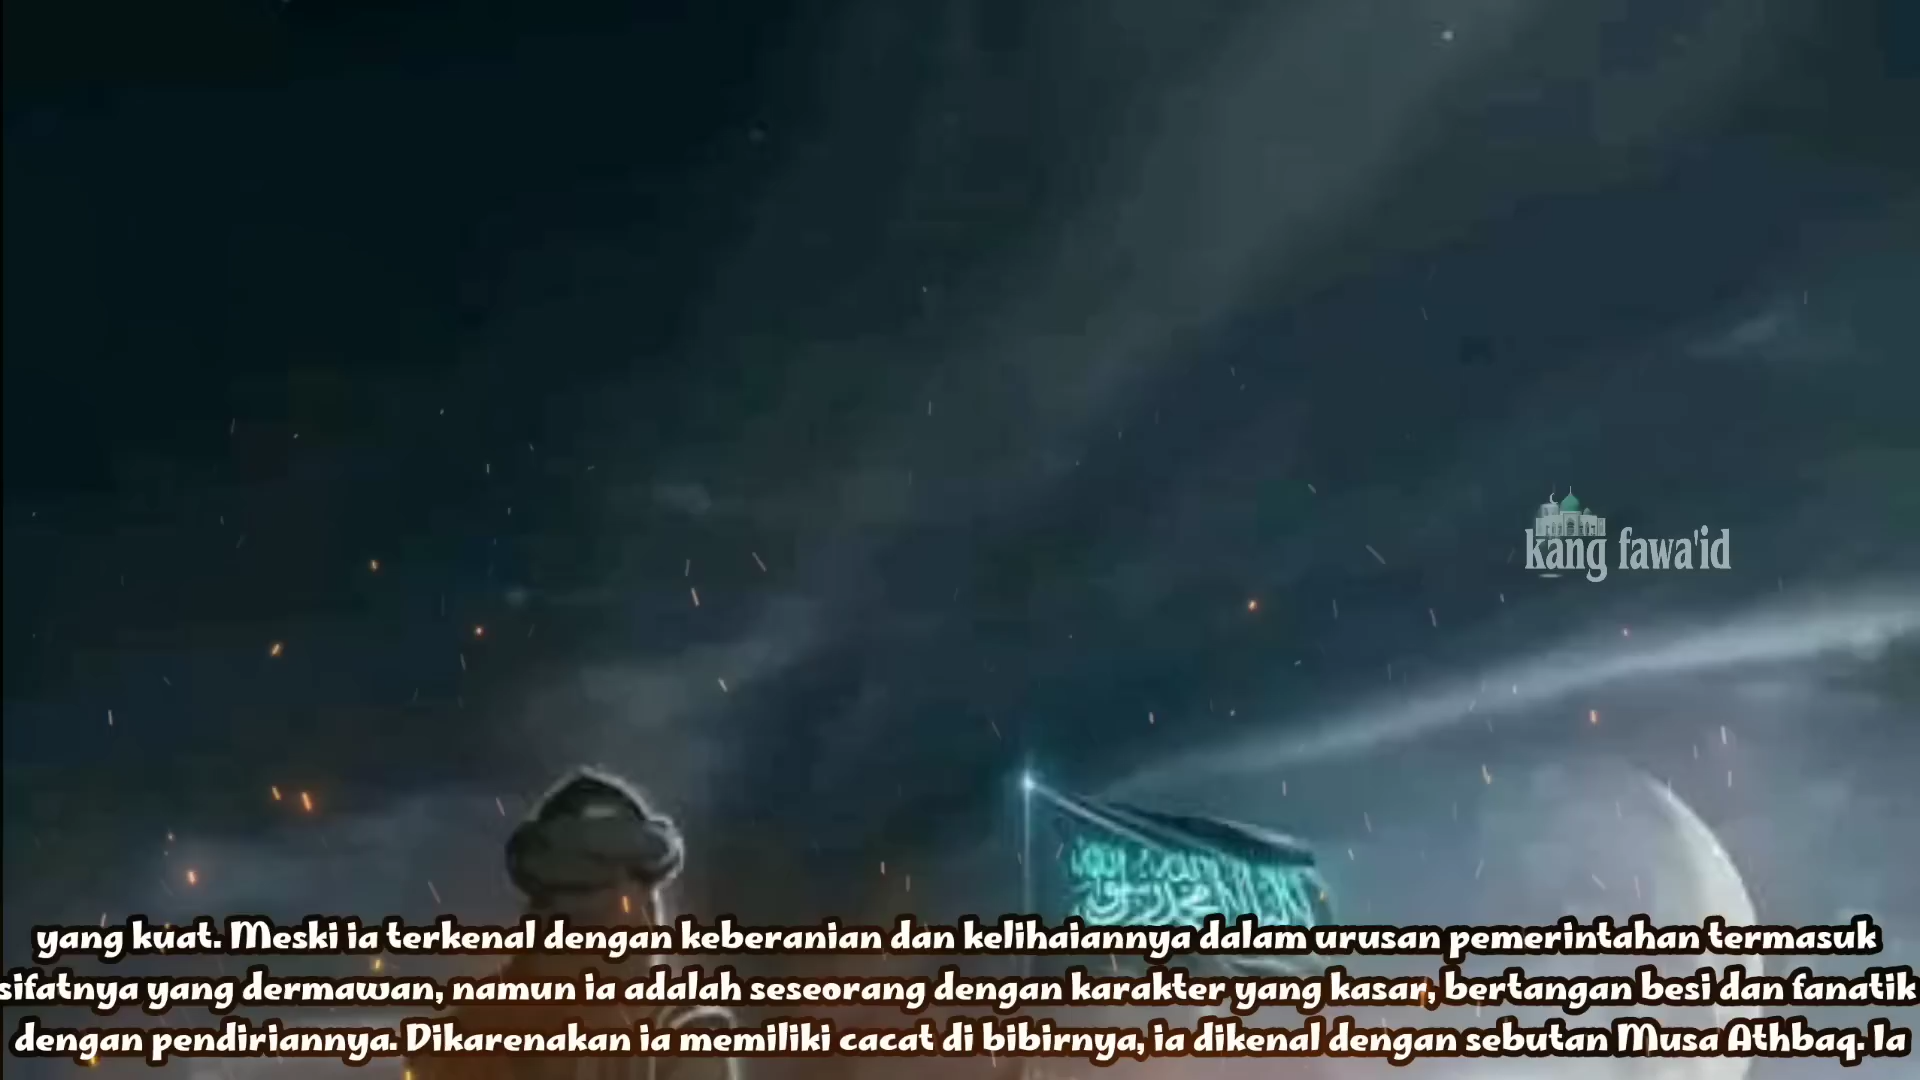 kang fawa'id
yang kuat. Meski ia terkenal dengan keberanian dan kelihaiannya dalam urusan pemerintahan termasuk
sifatnya yang dermawan, namun ia adalah seseorang dengan karakter yang kasar, bertangan besi dan fanatik
dengan pendiriannya. Dikarenakan ia memiliki cacat di bibirnya, ia dikenal dengan sebutan Musa Athbaq. Ia